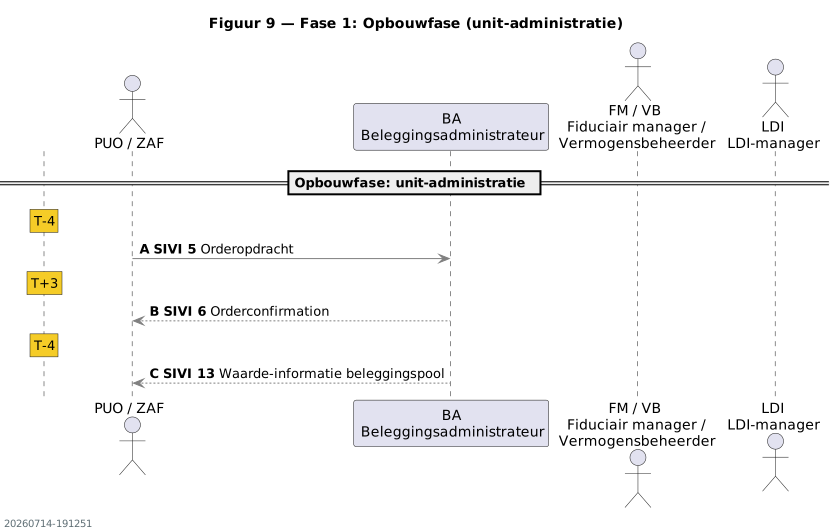 Figuur 9 — Fase 1: Opbouwfase (unit-administratie)
PUO / ZAF
BA
Beleggingsadministrateur
FM / VB
Fiduciair manager /
Vermogensbeheerder
LDI
LDI-manager
Opbouwfase: unit-administratie
T-4
A SIVI 5 Orderopdracht
T+3
B SIVI 6 Orderconfirmation
T-4
C SIVI 13 Waarde-informatie beleggingspool
PUO / ZAF
BA
Beleggingsadministrateur
FM / VB
Fiduciair manager /
Vermogensbeheerder
LDI
LDI-manager
20260714-191251